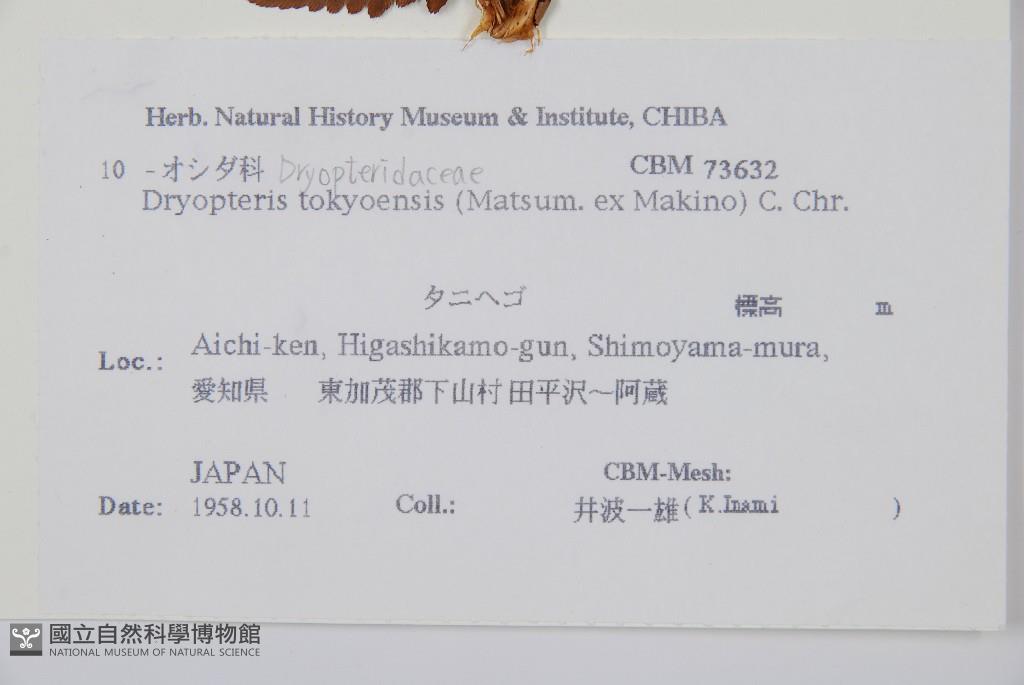 Herb. Natural History Museum & Institute, CHIBA
10 -オシダ科 Dryopteridaceae CBM 73632
Dryopteris tokyoensis (Matsum. ex Makino) C. Chr.
タニヘゴ 標高 m
Loc.: Aichi-ken, Higashikamo-gun, Shimoyama-mura,
愛知県 東加茂郡下山村田平沢〜阿蔵
JAPAN CBM-Mesh:
Date: 1958.10.11 Coll.: 井波一雄( K.Inami )
國立自然科學博物館
NATIONAL MUSEUM OF NATURAL SCIENCE